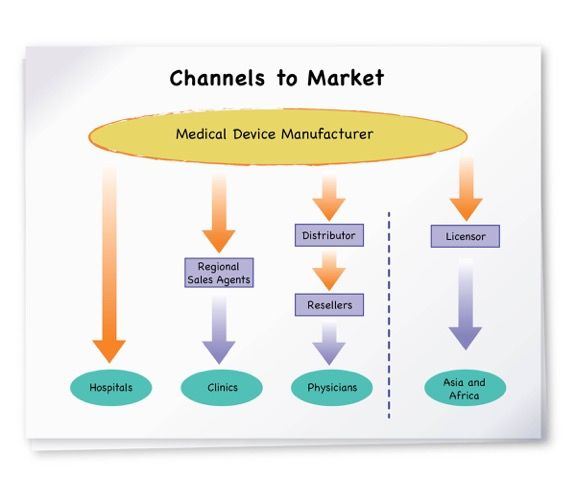 Channels to Market
Medical Device Manufacturer
Distributor
Licensor
Regional
Sales Agents
Resellers
Hospitals
Clinics
Physicians
Asia and
Africa